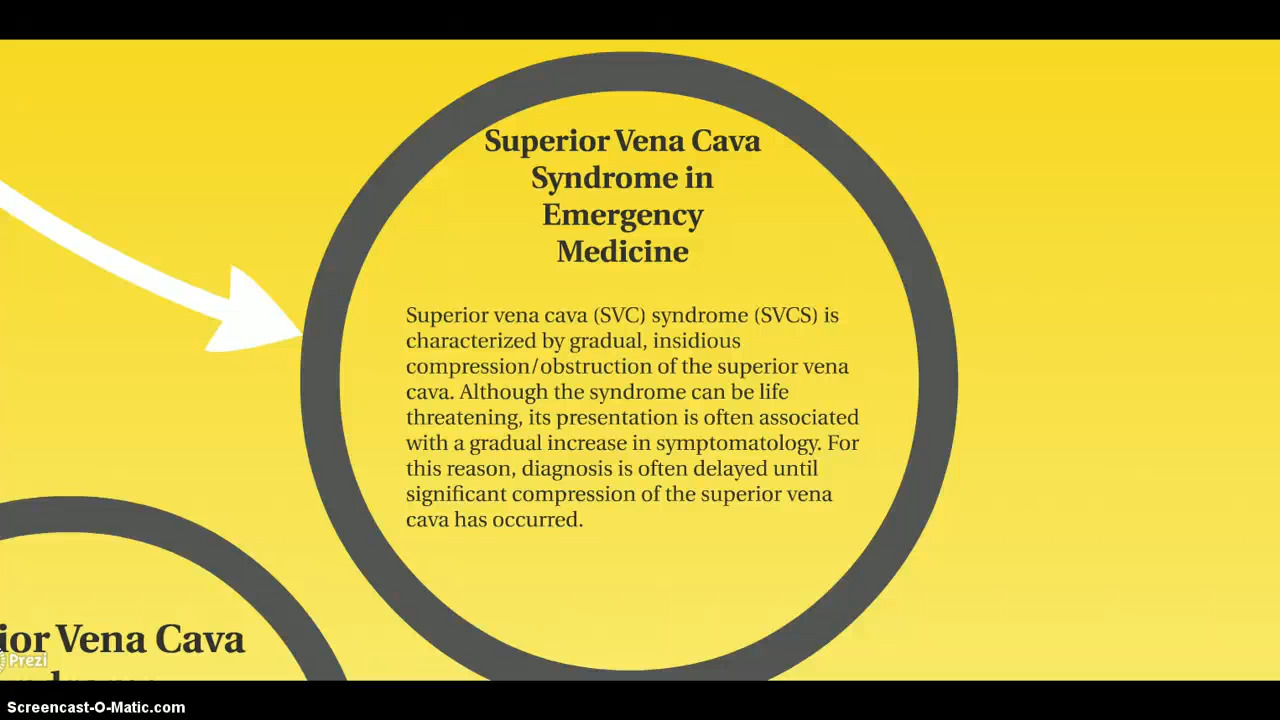 Superior Vena Cava
Syndrome in
Emergency
Medicine
Superior vena cava (SVC) syndrome (SVCS) is
characterized by gradual, insidious
compression/obstruction of the superior vena
cava. Although the syndrome can be life
threatening, its presentation is often associated
with a gradual increase in symptomatology. For
this reason, diagnosis is often delayed until
significant compression of the superior vena
cava has occurred.
ior Vena Cava
Prezi
Screencast-O-Matic.com